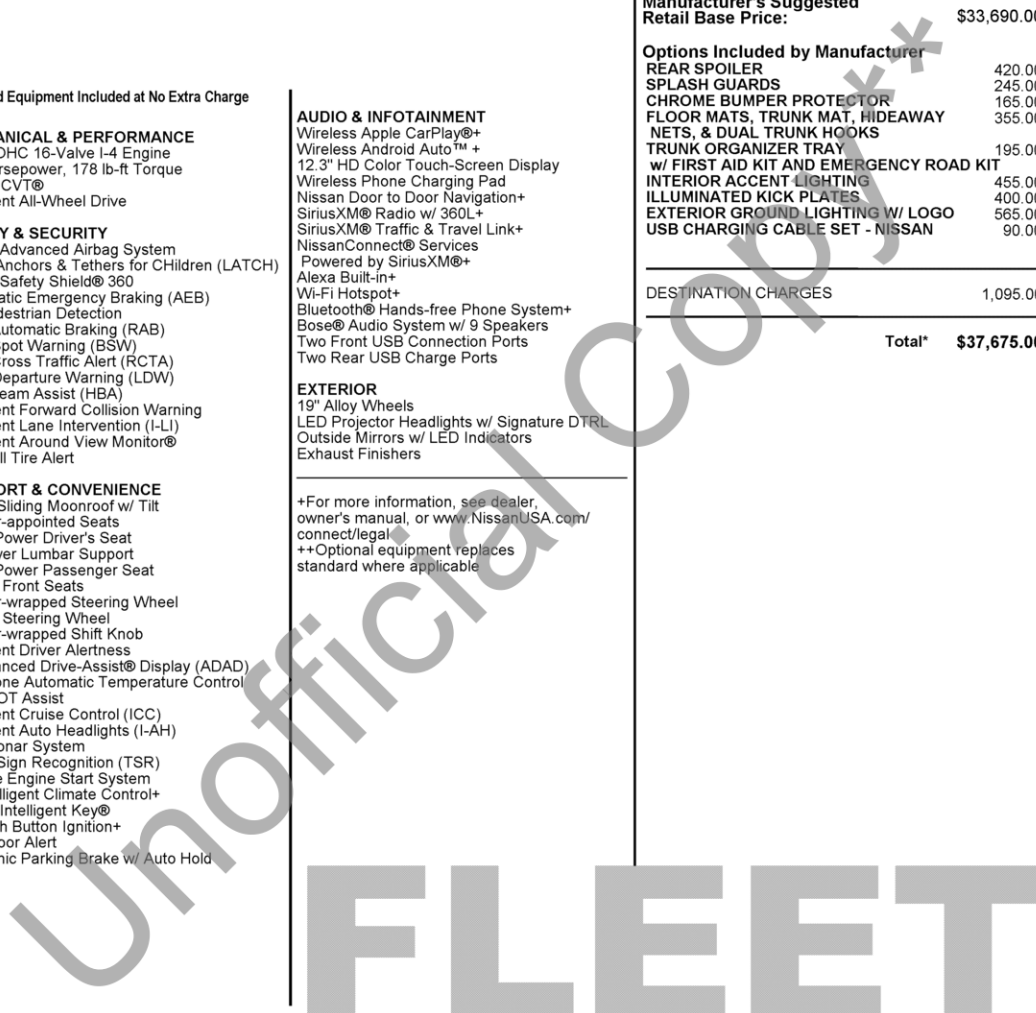 d Equipment Included at No Extra Charge
ANICAL & PERFORMANCE
OHC 16-Valve I-4 Engine
rsepower, 178 lb-ft Torque
CVT®
ent All-Wheel Drive
Y & SECURITY
Advanced Airbag System
Anchors & Tethers for CHildren (LATCH)
Safety Shield® 360
atic Emergency Braking (AEB)
destrian Detection
utomatic Braking (RAB)
pot Warning (BSW)
ross Traffic Alert (RCTA)
Departure Warning (LDW)
eam Assist (HBA)
ent Forward Collision Warning
ent Lane Intervention (I-LI)
ent Around View Monitor®
ll Tire Alert
ORT & CONVENIENCE
Sliding Moonroof w/ Tilt
r-appointed Seats
Power Driver's Seat
ver Lumbar Support
Power Passenger Seat
Front Seats
r-wrapped Steering Wheel
Steering Wheel
r-wrapped Shift Knob
ent Driver Alertness
anced Drive-Assist® Display (ADAD)
one Automatic Temperature Control
OT Assist
ent Cruise Control (ICC)
ent Auto Headlights (I-AH)
onar System
Sign Recognition (TSR)
e Engine Start System
lligent Climate Control+
Intelligent Key®
h Button Ignition+
oor Alert
nic Parking Brake w/ Auto Hold
AUDIO & INFOTAINMENT
Wireless Apple CarPlay®+
Wireless Android Auto™ +
12.3" HD Color Touch-Screen Display
Wireless Phone Charging Pad
Nissan Door to Door Navigation+
SiriusXM® Radio w/ 360L+
SiriusXM® Traffic & Travel Link+
NissanConnect® Services
Powered by SiriusXM®+
Alexa Built-in+
Wi-Fi Hotspot+
Bluetooth® Hands-free Phone System+
Bose® Audio System w/ 9 Speakers
Two Front USB Connection Ports
Two Rear USB Charge Ports
EXTERIOR
19" Alloy Wheels
LED Projector Headlights w/ Signature DTRL
Outside Mirrors w/ LED Indicators
Exhaust Finishers
+For more information, see dealer,
owner's manual, or www.NissanUSA.com/
connect/legal
++Optional equipment replaces
standard where applicable
Manufacturer's Suggested
Retail Base Price: $33,690.00
Options Included by Manufacturer
REAR SPOILER 420.00
SPLASH GUARDS 245.00
CHROME BUMPER PROTECTOR 165.00
FLOOR MATS, TRUNK MAT, HIDEAWAY 355.00
NETS, & DUAL TRUNK HOOKS
TRUNK ORGANIZER TRAY 195.00
w/ FIRST AID KIT AND EMERGENCY ROAD KIT
INTERIOR ACCENT LIGHTING 455.00
ILLUMINATED KICK PLATES 400.00
EXTERIOR GROUND LIGHTING W/ LOGO 565.00
USB CHARGING CABLE SET - NISSAN 90.00
DESTINATION CHARGES 1,095.00
Total* $37,675.00
Unofficial Copy**
FLEET